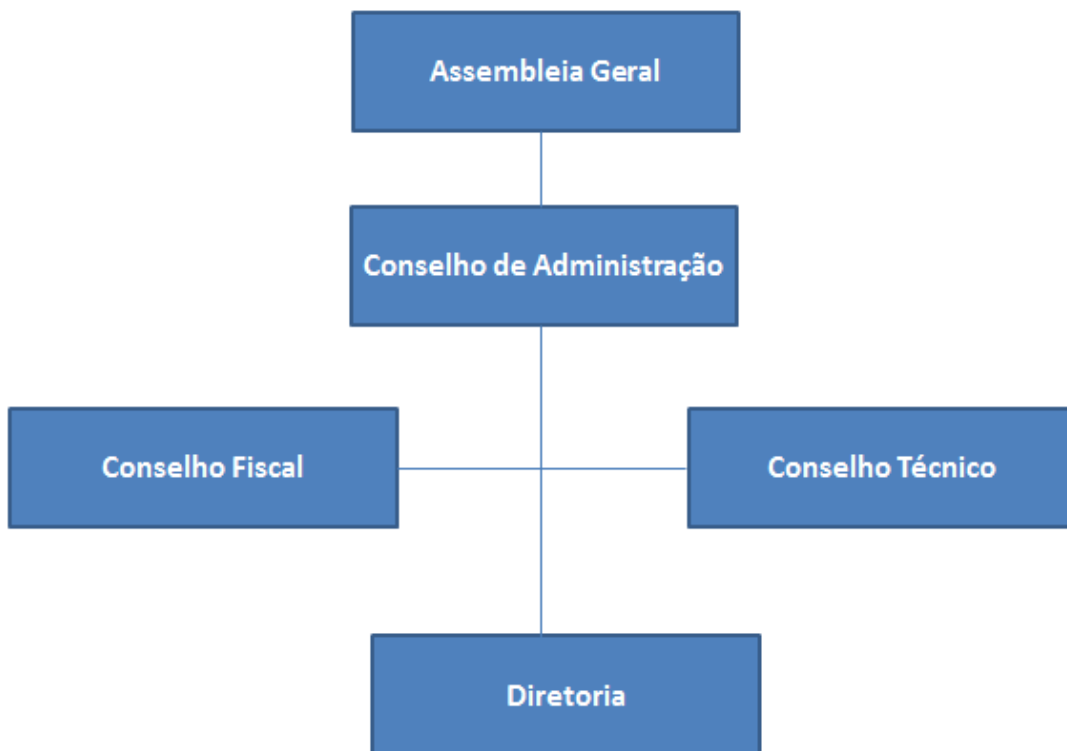 Assembleia Geral
Conselho de Administração
Conselho Fiscal
Conselho Técnico
Diretoria